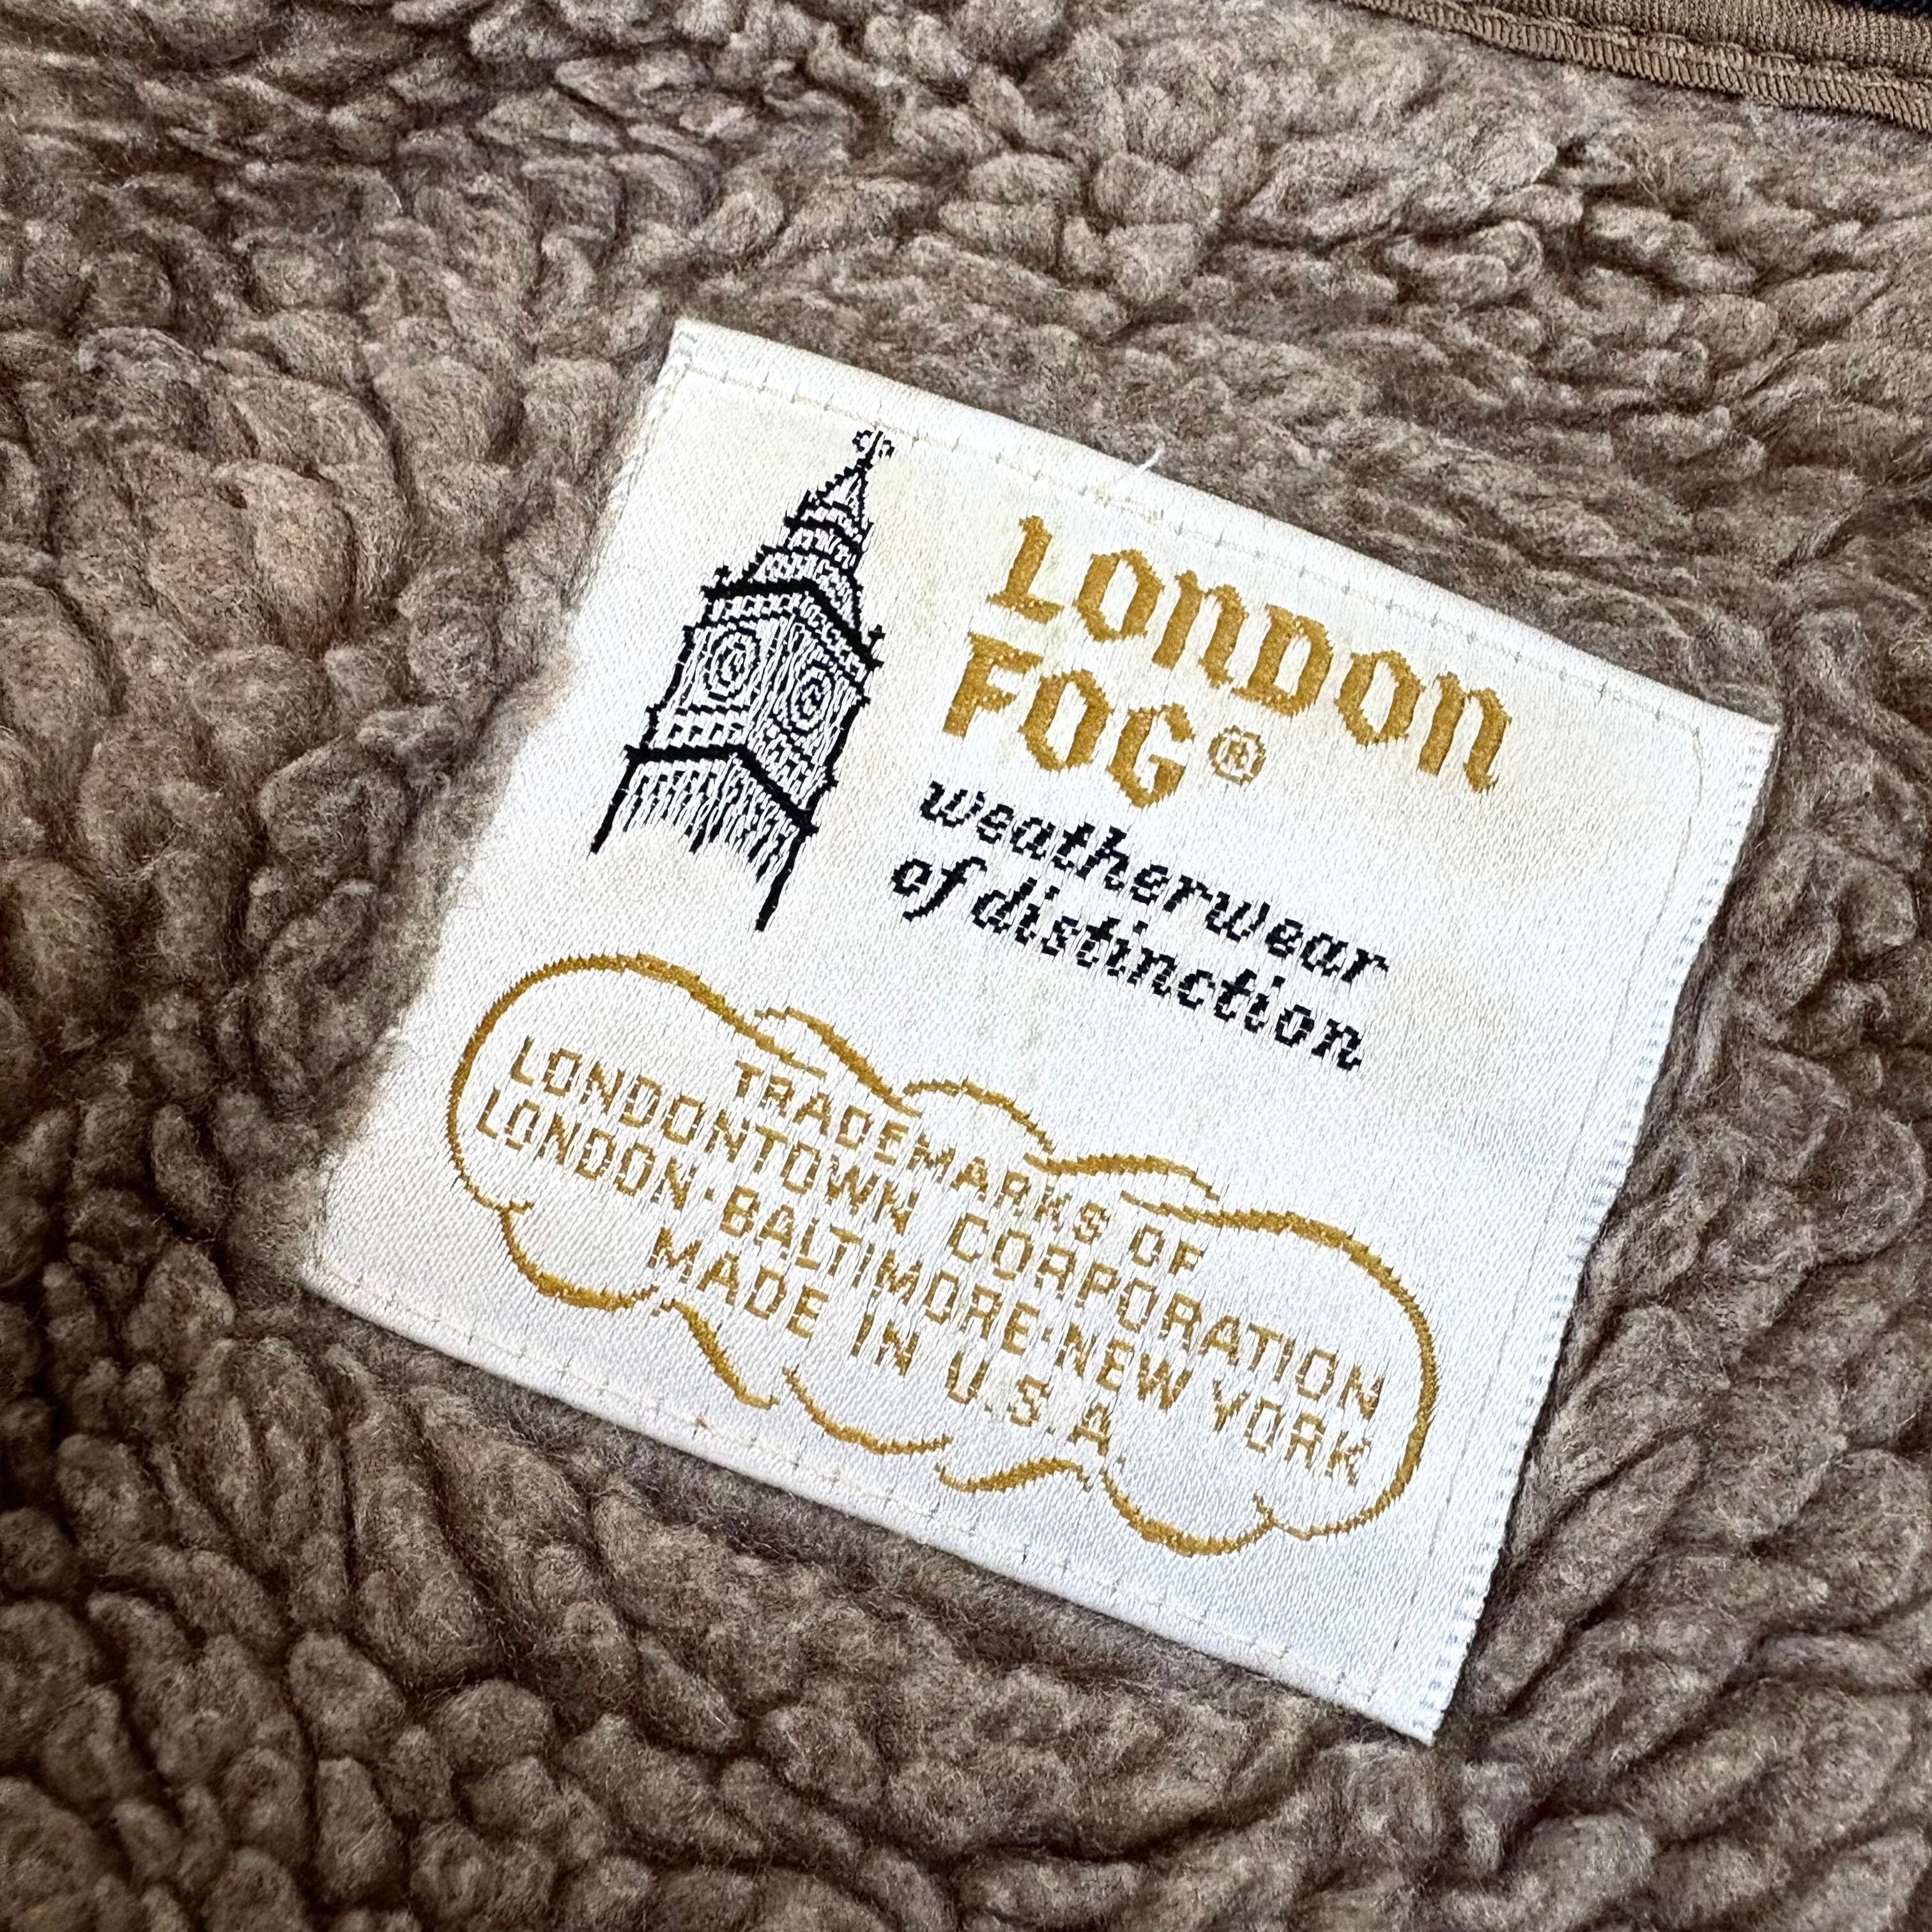 LONDON
FOG®
weatherwear
of distinction
TRADEMARKS OF
LONDONTOWN CORPORATION
LONDON·BALTIMORE·NEW YORK
MADE IN U.S.A.